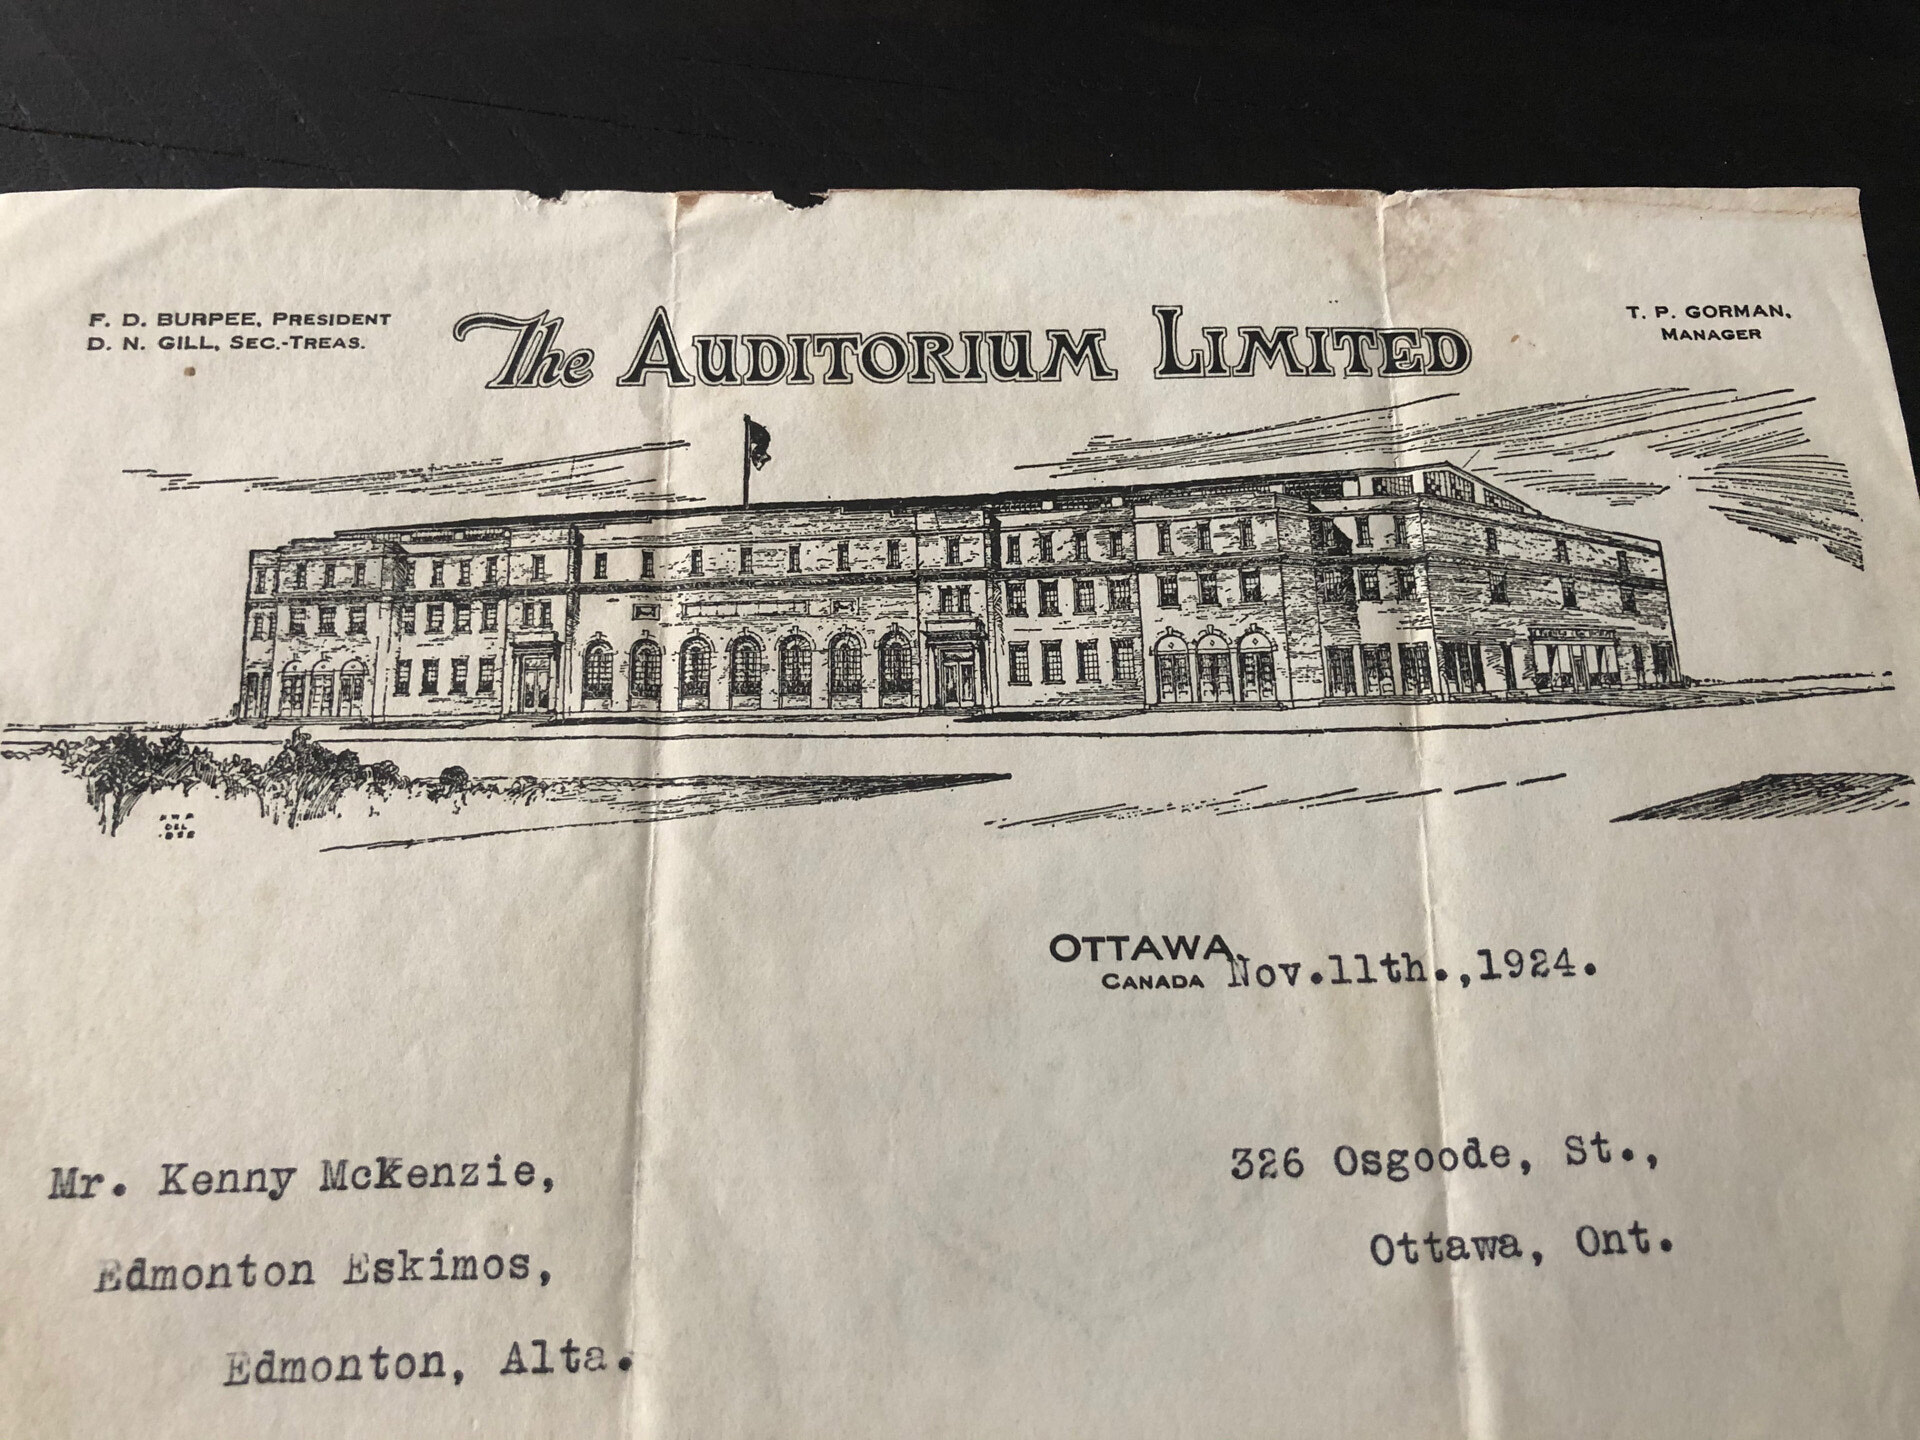 F. D. BURPEE, PRESIDENT
D. N. GILL, SEC.-TREAS.
The AUDITORIUM LIMITED
T. P. GORMAN,
MANAGER
DEL.
OTTAWA,
CANADA
Nov.11th.,1924.
Mr. Kenny McKenzie,
Edmonton Eskimos,
Edmonton, Alta.
326 Osgoode, St.,
Ottawa, Ont.